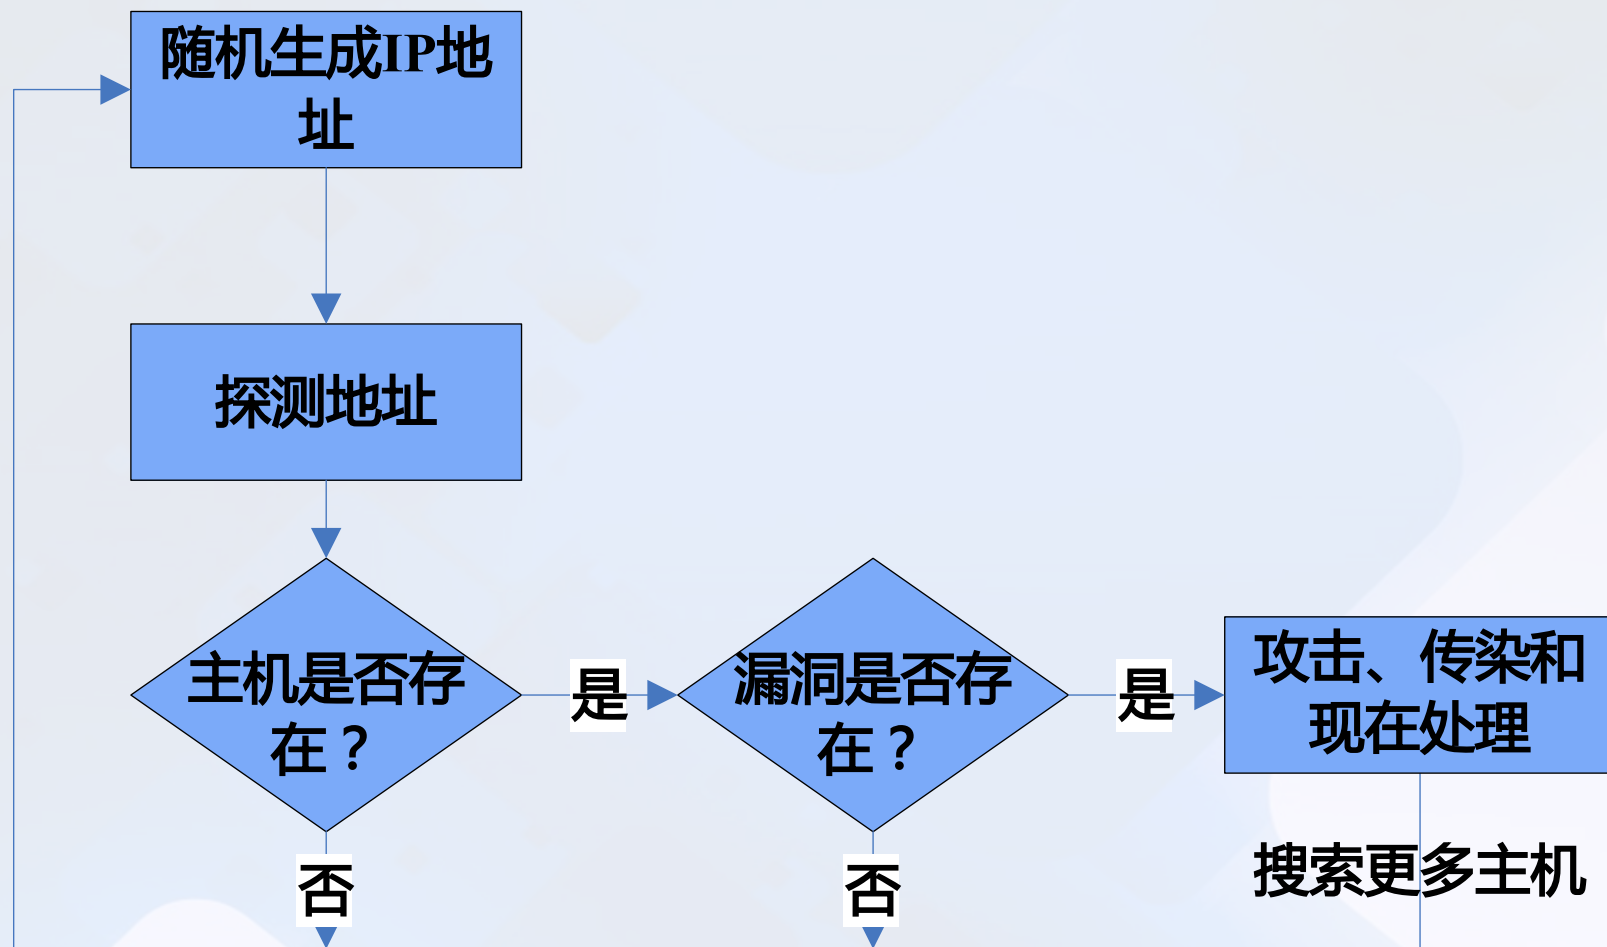 随机生成IP地
址
探测地址
主机是否存
在？
是
漏洞是否存
在？
是
攻击、传染和
现在处理
否
否
搜索更多主机